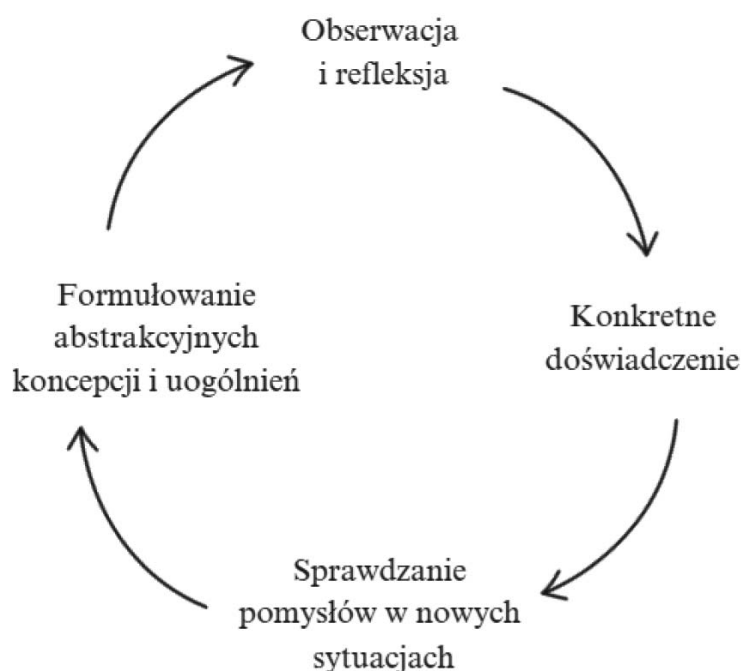 Obserwacja
i refleksja
Konkretne
doświadczenie
Sprawdzanie
pomysłów w nowych
sytuacjach
Formułowanie
abstrakcyjnych
koncepcji i uogólnień